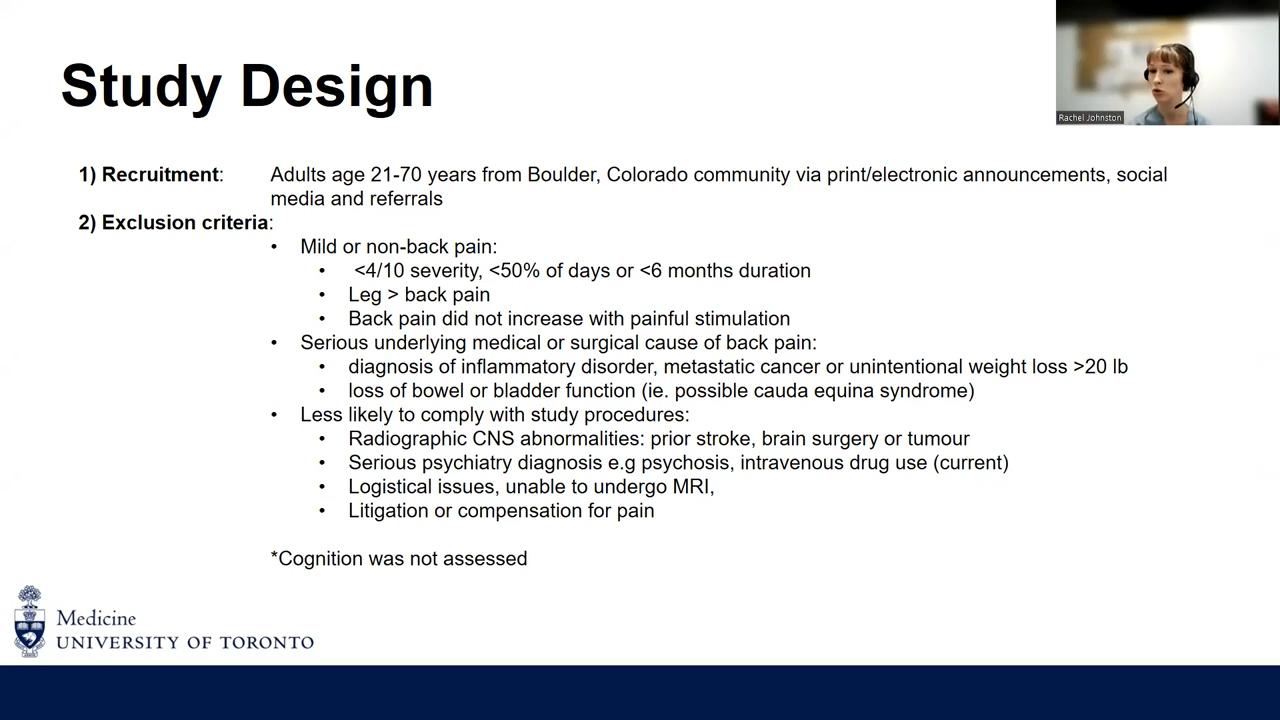 Study Design
Rachel Johnston
1) Recruitment: Adults age 21-70 years from Boulder, Colorado community via print/electronic announcements, social
media and referrals
2) Exclusion criteria:
• Mild or non-back pain:
• <4/10 severity, <50% of days or <6 months duration
• Leg > back pain
• Back pain did not increase with painful stimulation
• Serious underlying medical or surgical cause of back pain:
• diagnosis of inflammatory disorder, metastatic cancer or unintentional weight loss >20 lb
• loss of bowel or bladder function (ie. possible cauda equina syndrome)
• Less likely to comply with study procedures:
• Radiographic CNS abnormalities: prior stroke, brain surgery or tumour
• Serious psychiatry diagnosis e.g psychosis, intravenous drug use (current)
• Logistical issues, unable to undergo MRI,
• Litigation or compensation for pain
*Cognition was not assessed
Medicine
UNIVERSITY OF TORONTO